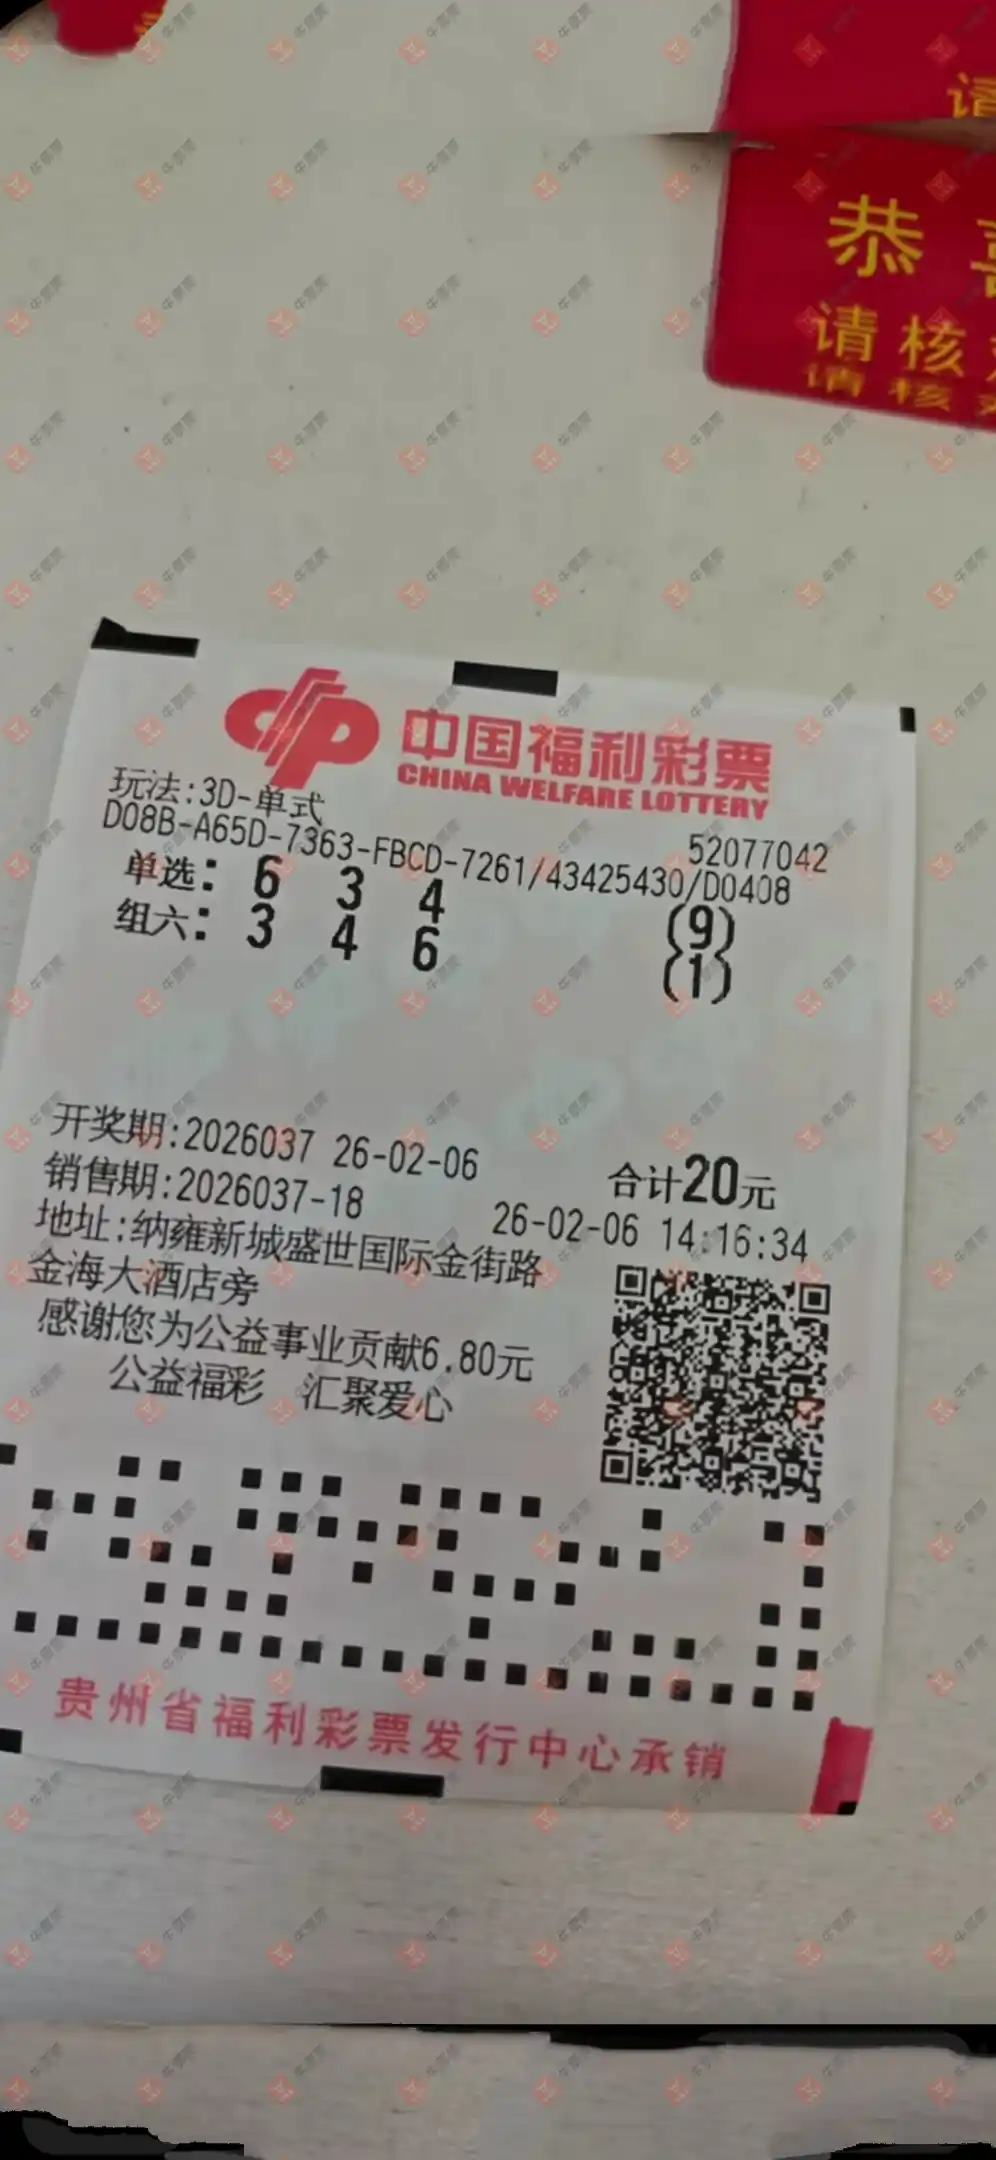 请
恭 喜
请 核 对
请 核 对
中国福利彩票
CHINA WELFARE LOTTERY
玩法:3D-单式
52077042
D08B-A65D-7363-FBCD-7261/43425430/D0408
单选: 6 3 4 (9)
组六: 3 4 6 (1)
开奖期:2026037 26-02-06
合计20元
销售期:2026037-18
26-02-06 14:16:34
地址:纳雍新城盛世国际金街路
金海大酒店旁
感谢您为公益事业贡献6.80元
公益福彩 汇聚爱心
贵州省福利彩票发行中心承销